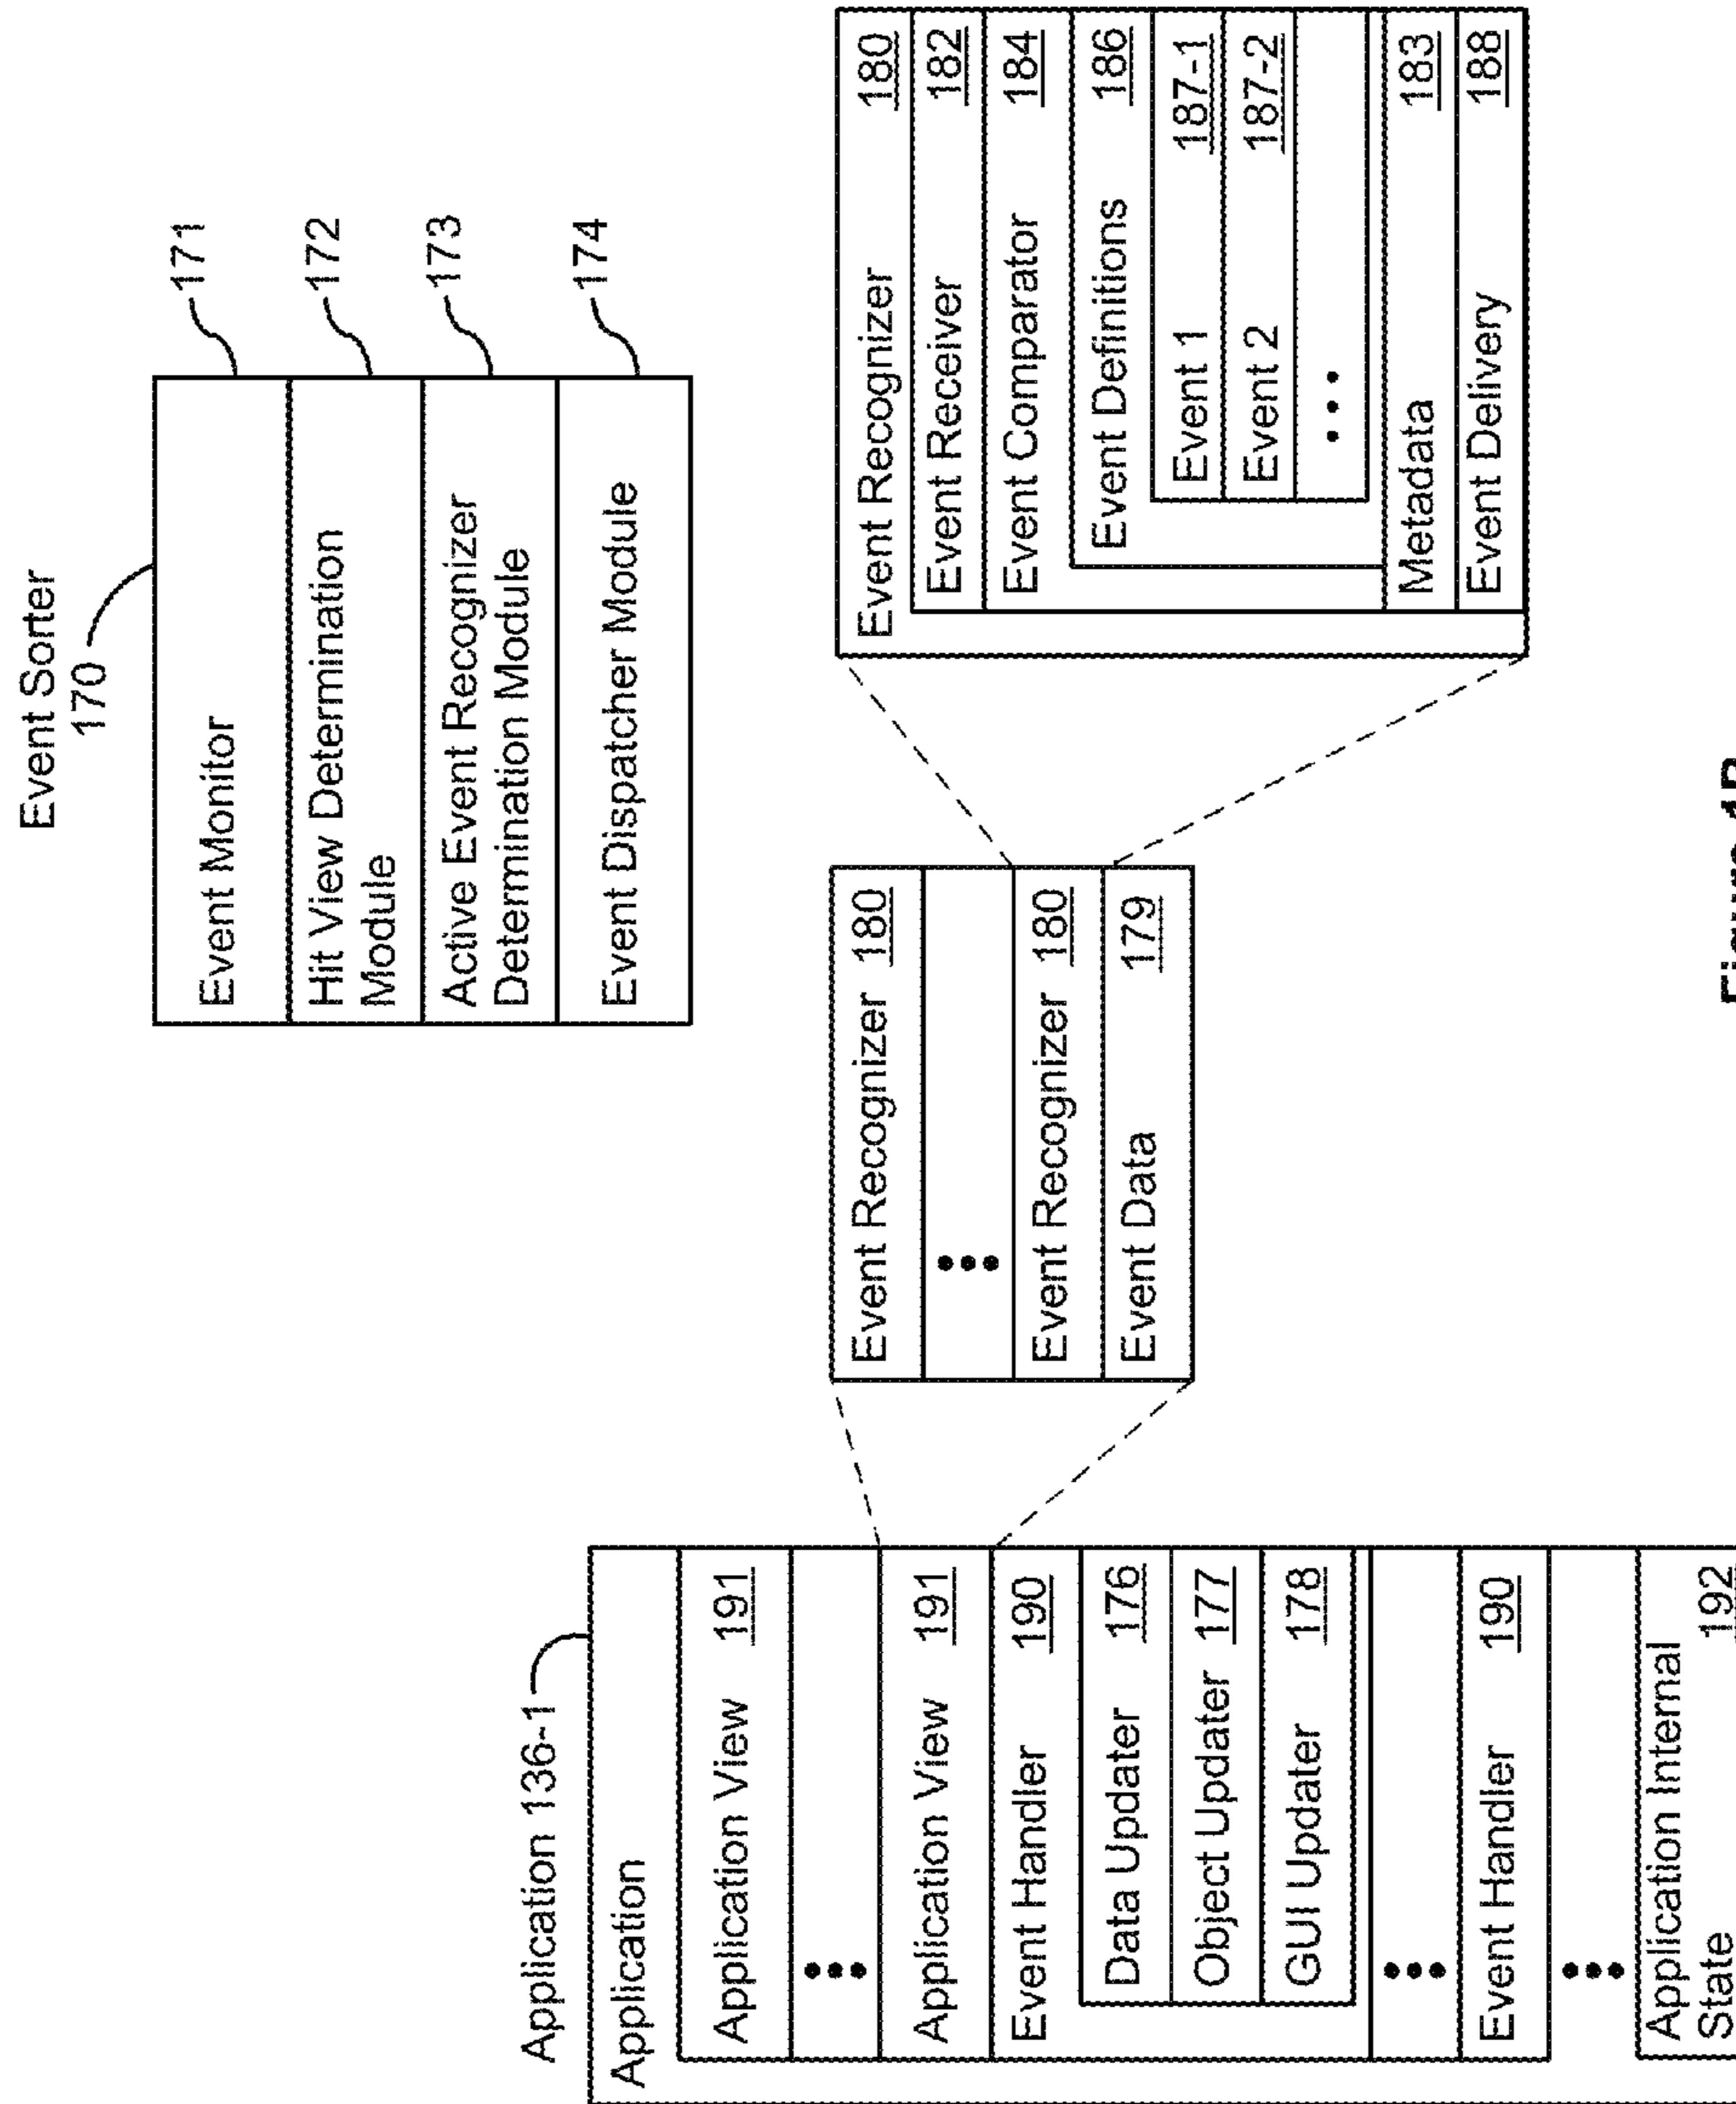 Event Sorter
170
Event Monitor
171
Hit View Determination
Module
172
Active Event Recognizer
Determination Module
173
Event Dispatcher Module
174
Application 136-1
Application
Application View 191
Application View 191
Event Handler 190
Data Updater 176
Object Updater 177
GUI Updater 178
Event Handler 190
Application Internal
State 192
Event Recognizer 180
Event Recognizer 180
Event Data 179
Event Recognizer 180
Event Receiver 182
Event Comparator 184
Event Definitions 186
Event 1 187-1
Event 2 187-2
Metadata 183
Event Delivery 188